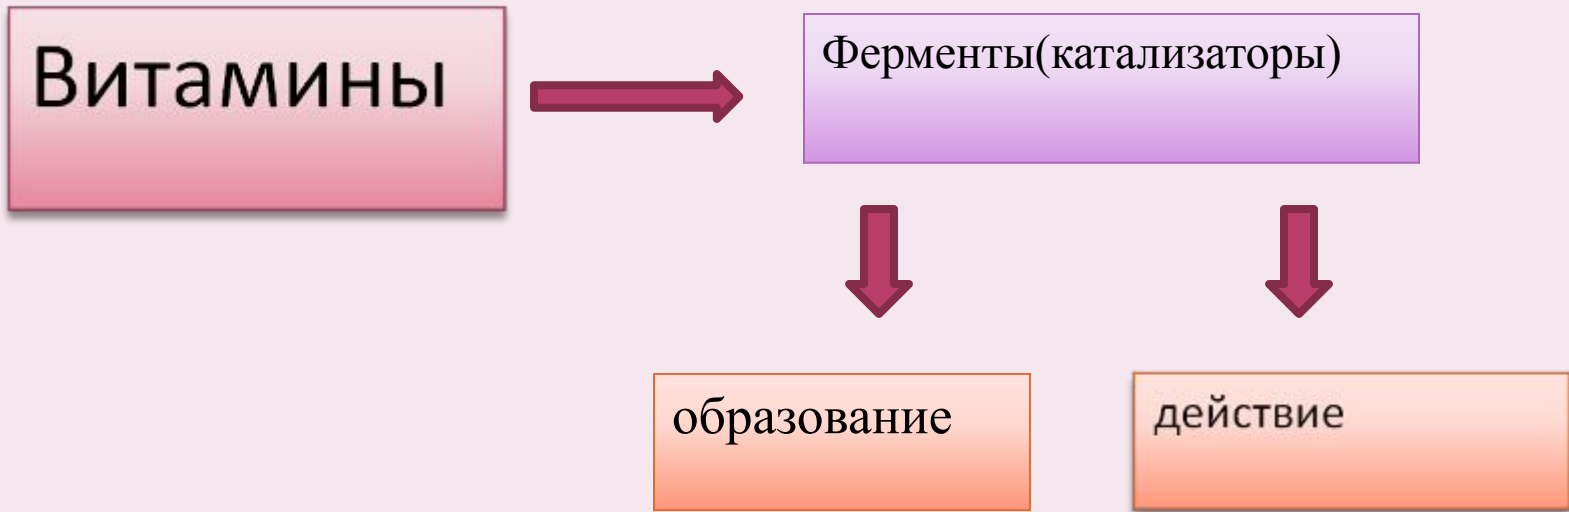 Витамины
Ферменты(катализаторы)
образование
действие